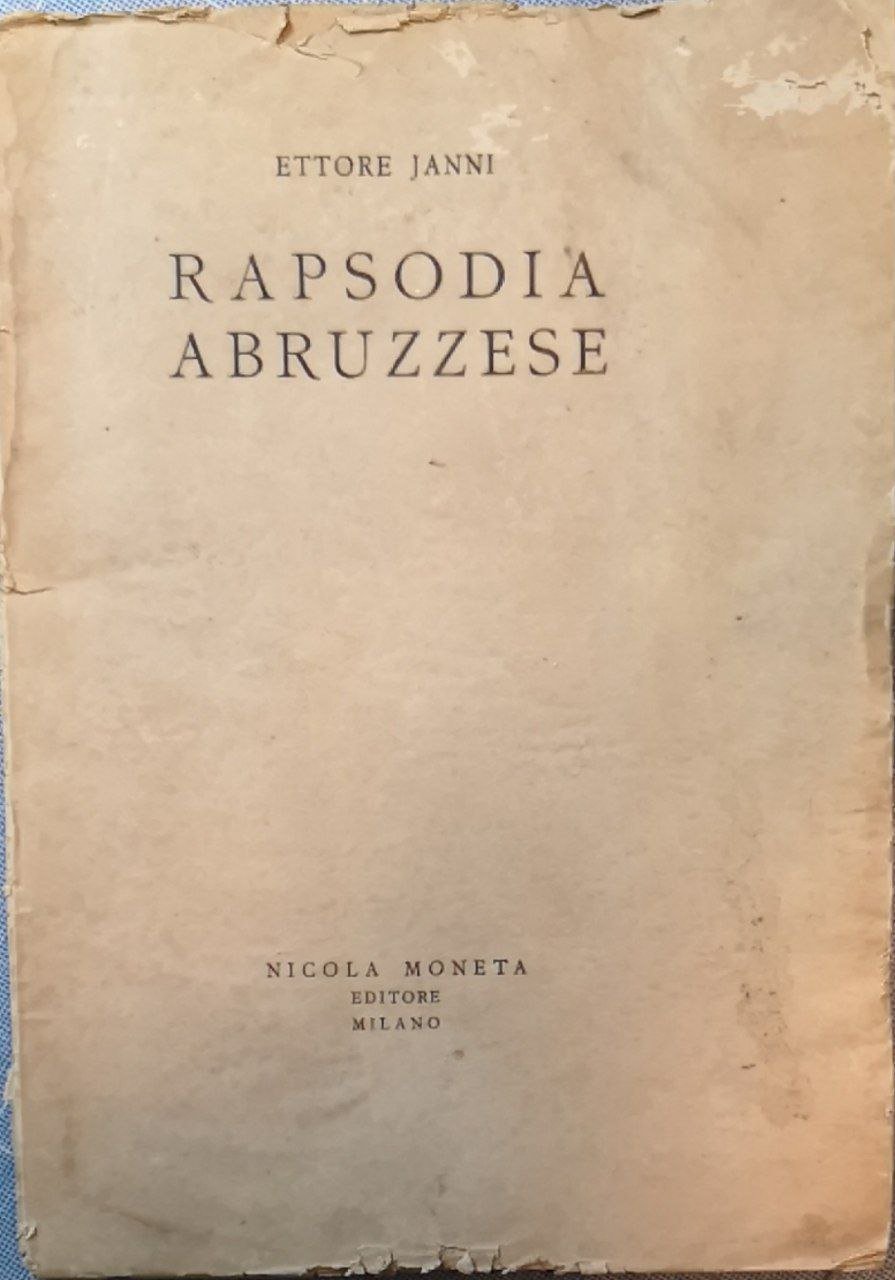 ETTORE JANNI
RAPSODIA
ABRUZZESE
NICOLA MONETA
EDITORE
MILANO